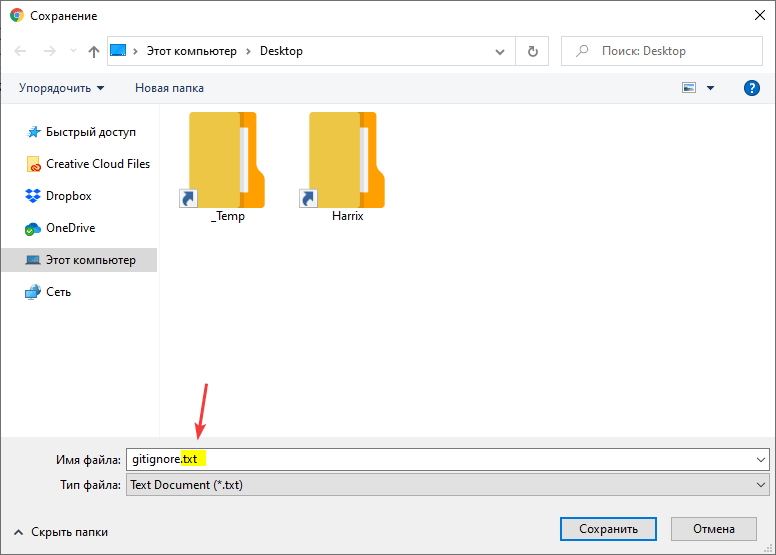 Сохранение
Этот компьютер
Desktop
Поиск: Desktop
Упорядочить
Новая папка
?
Быстрый доступ
Creative Cloud Files
Dropbox
OneDrive
Этот компьютер
Сеть
_Temp
Harrix
Имя файла: gitignore.txt
Тип файла: Text Document (*.txt)
Скрыть папки
Сохранить
Отмена